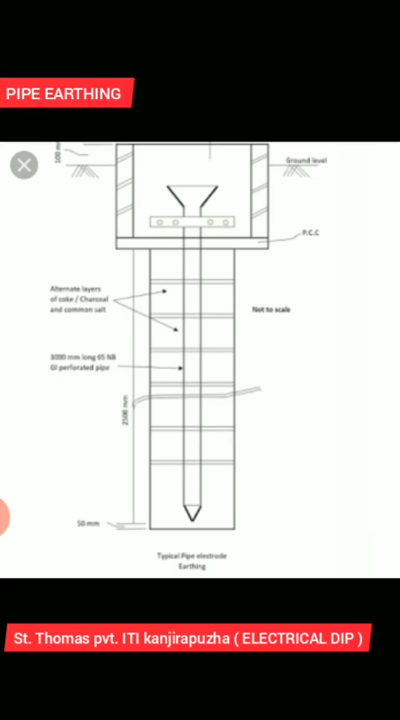 PIPE EARTHING
100 m
Ground level
P.C.C
Alternate layers
of coke / Charcoal
and common salt
Not to scale
3000 mm long 65 NB
GI perforated pipe
2500 mm
50 mm
Typical Pipe electrode
Earthing
St. Thomas pvt. ITI kanjirapuzha ( ELECTRICAL DIP )